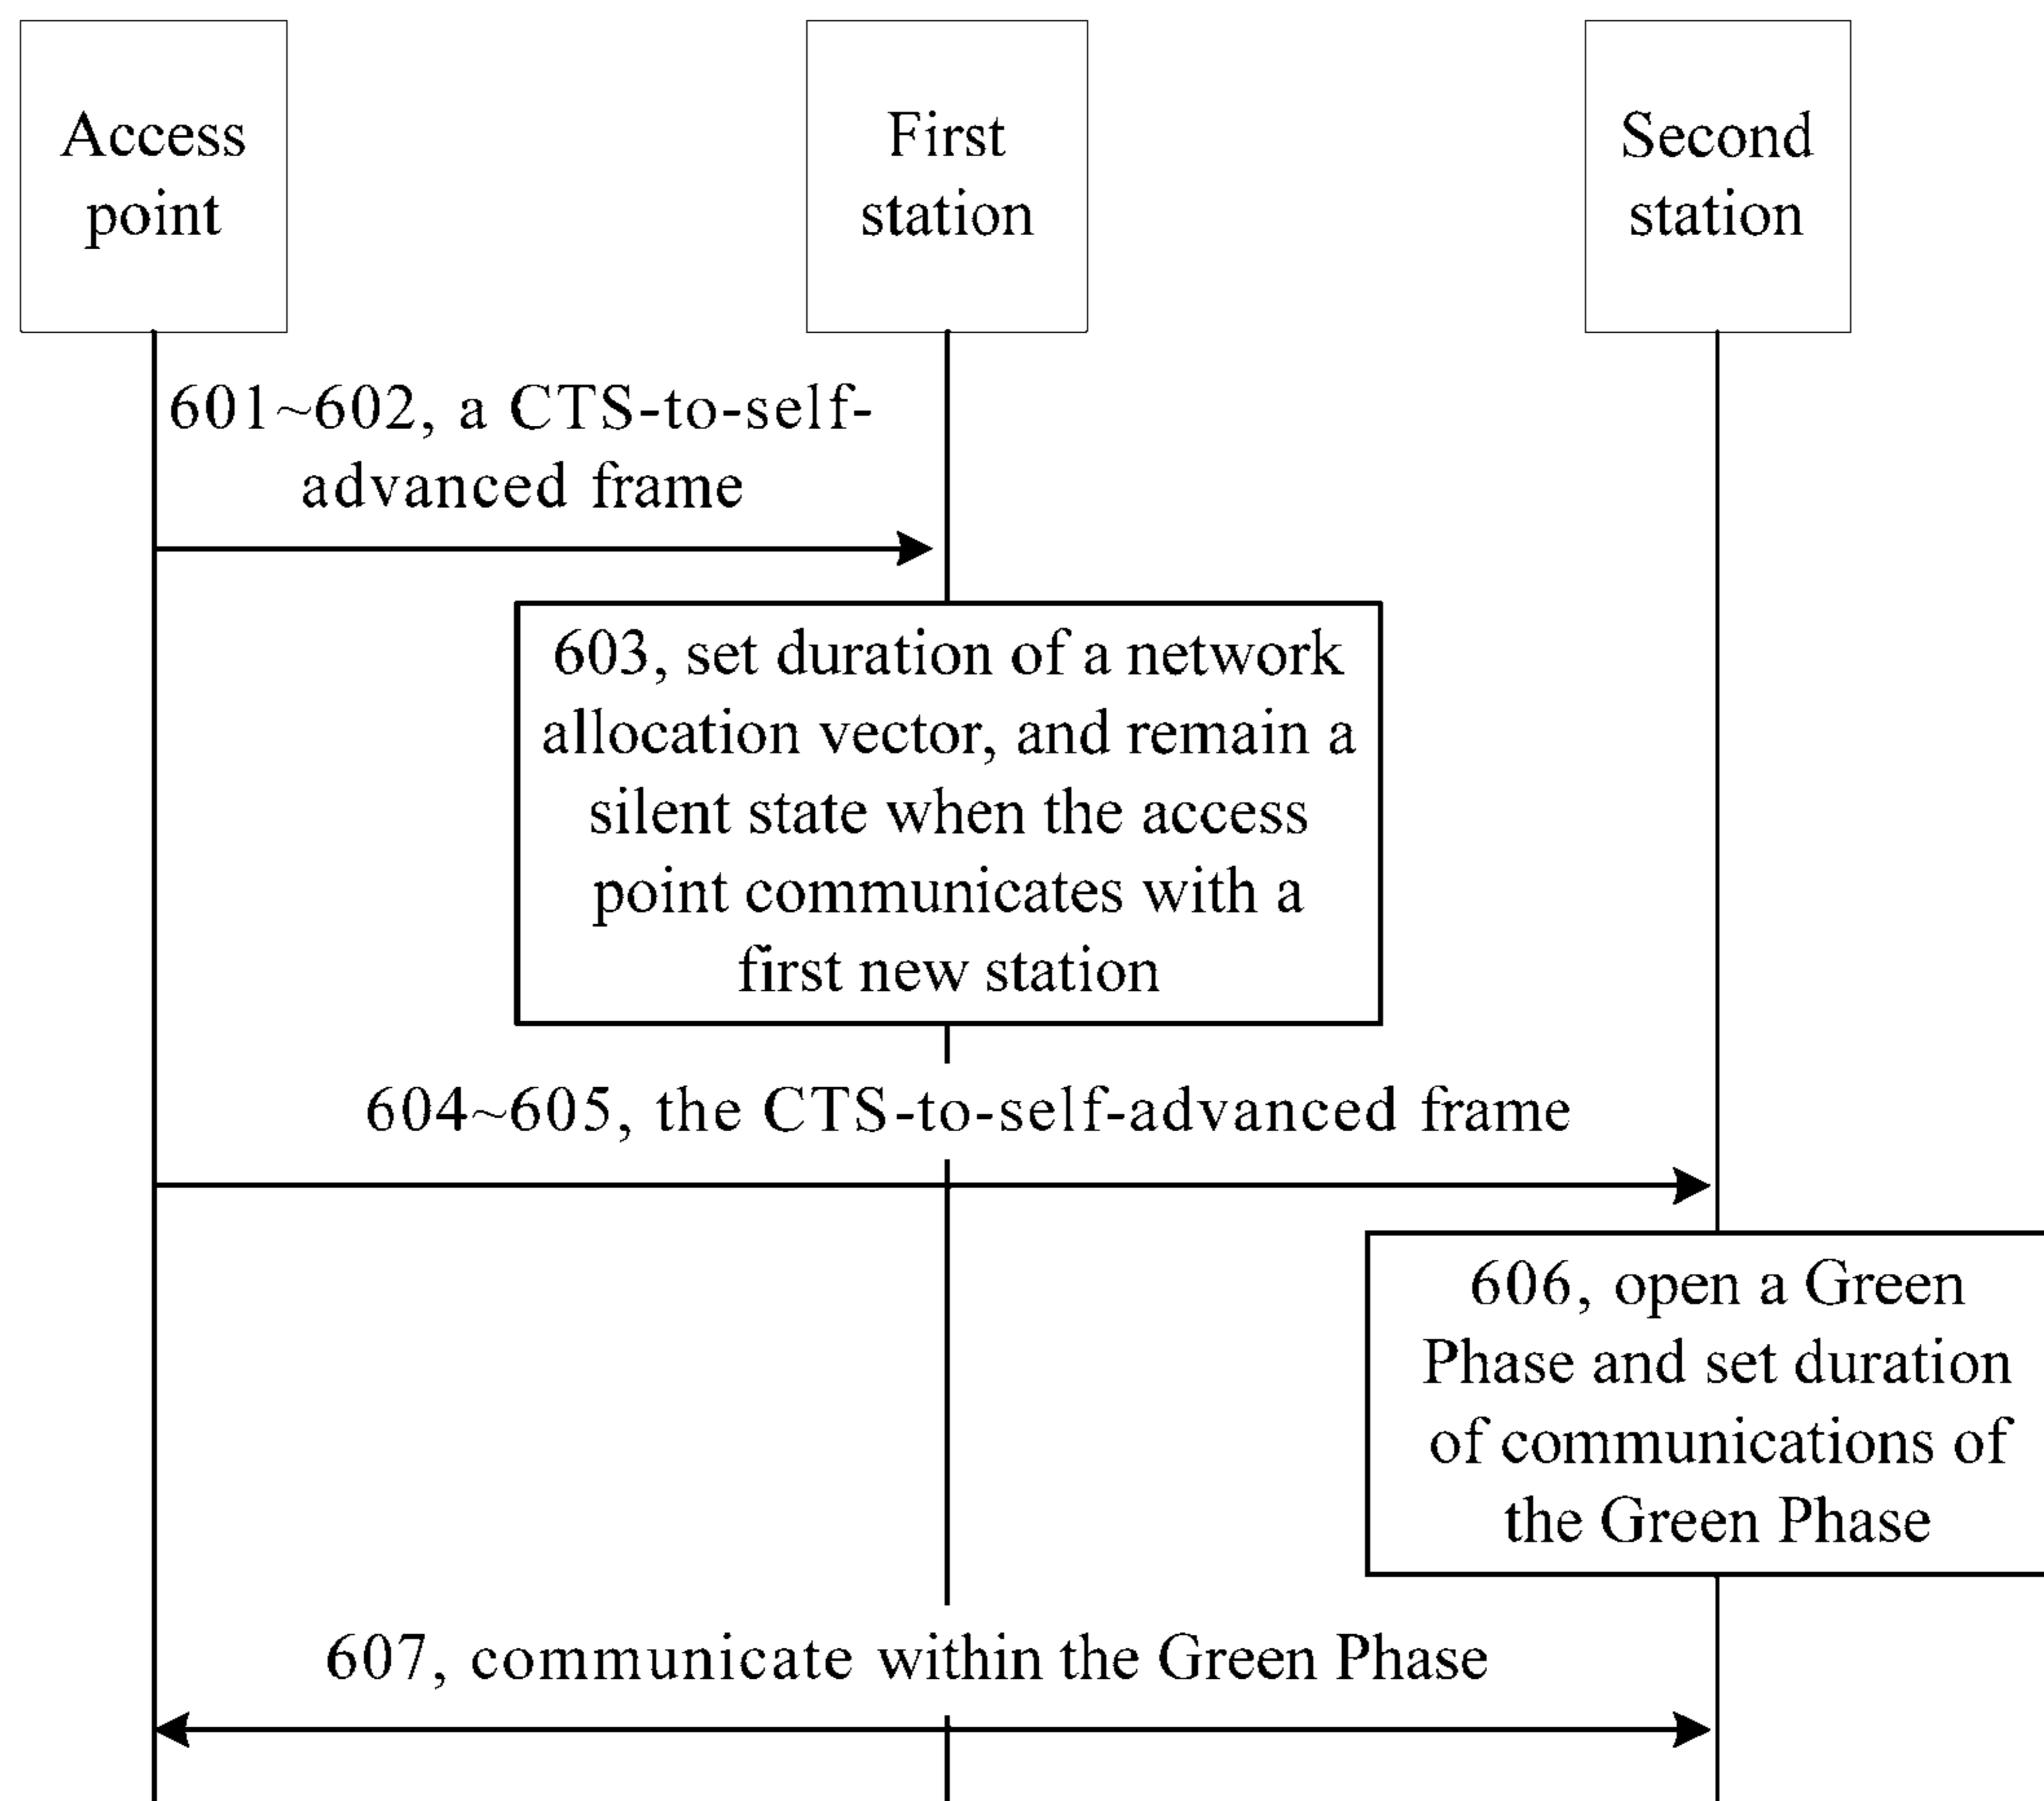 Access
point
First
station
Second
station
601~602, a CTS-to-self-
advanced frame
603, set duration of a network
allocation vector, and remain a
silent state when the access
point communicates with a
first new station
604~605, the CTS-to-self-advanced frame
606, open a Green
Phase and set duration
of communications of
the Green Phase
607, communicate within the Green Phase